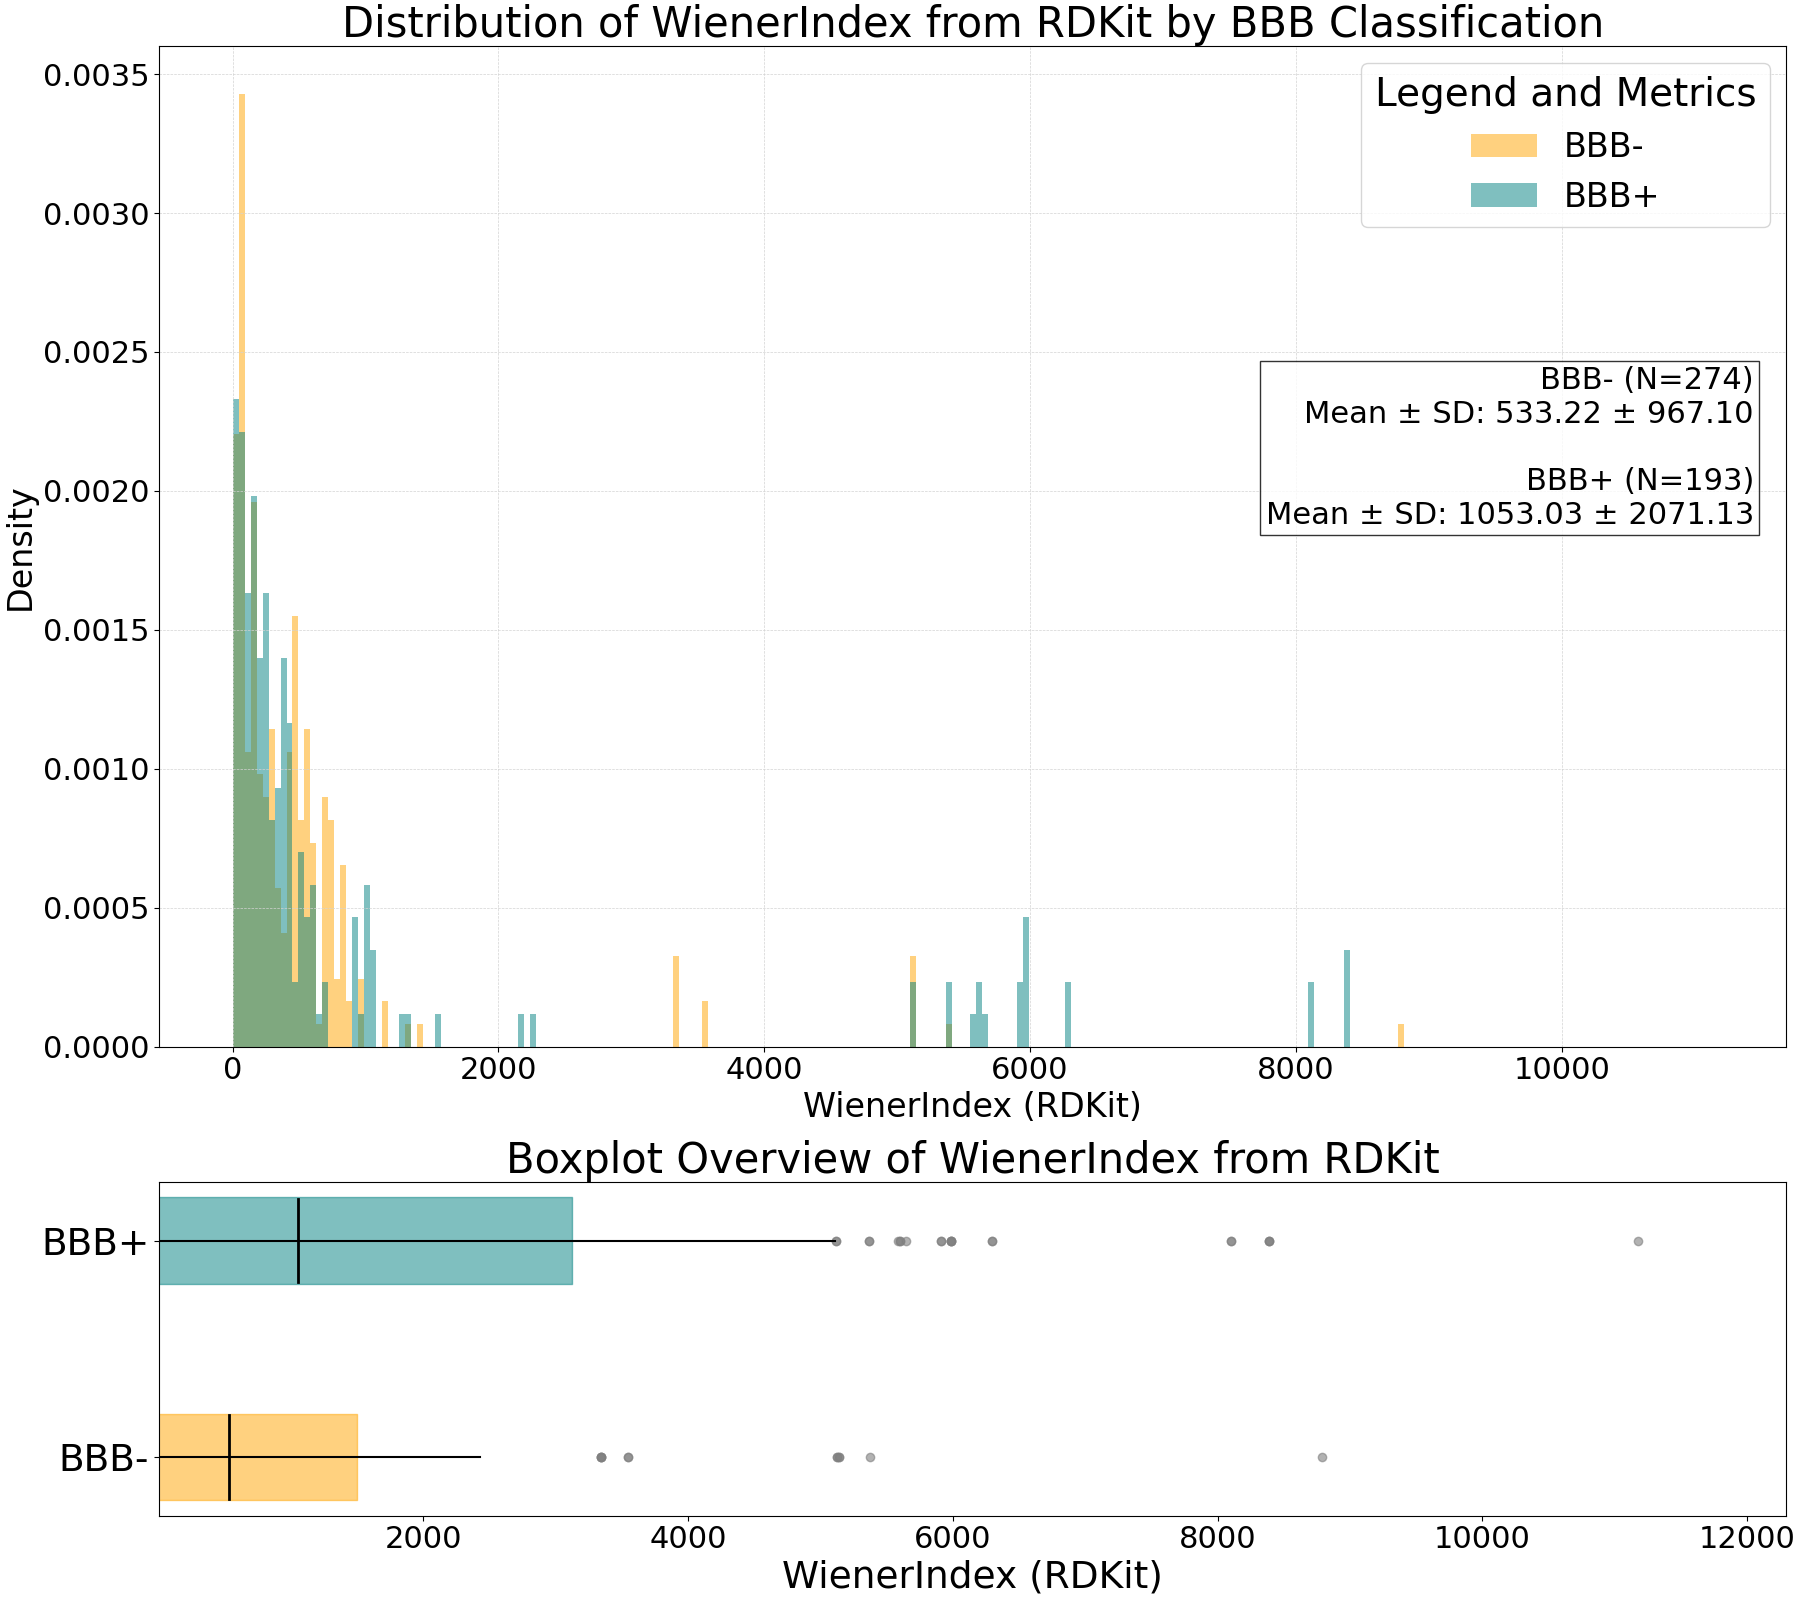 Distribution of WienerIndex from RDKit by BBB Classification
Legend and Metrics
BBB-
BBB+
BBB- (N=274)
Mean ± SD: 533.22 ± 967.10
BBB+ (N=193)
Mean ± SD: 1053.03 ± 2071.13
Density
0.0035
0.0030
0.0025
0.0020
0.0015
0.0010
0.0005
0.0000
0 2000 4000 6000 8000 10000
WienerIndex (RDKit)
Boxplot Overview of WienerIndex from RDKit
BBB+
BBB-
2000 4000 6000 8000 10000 12000
WienerIndex (RDKit)